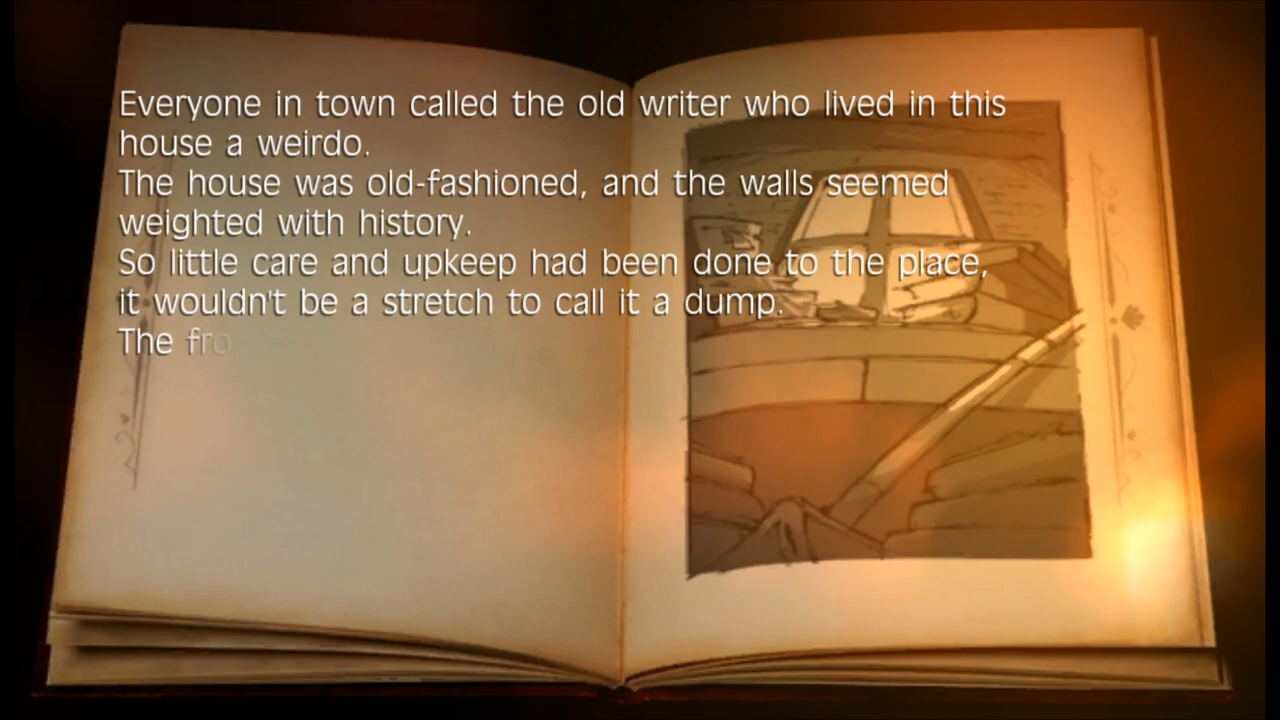 Everyone in town called the old writer who lived in this
house a weirdo.
The house was old-fashioned, and the walls seemed
weighted with history.
So little care and upkeep had been done to the place,
it wouldn't be a stretch to call it a dump.
The fro